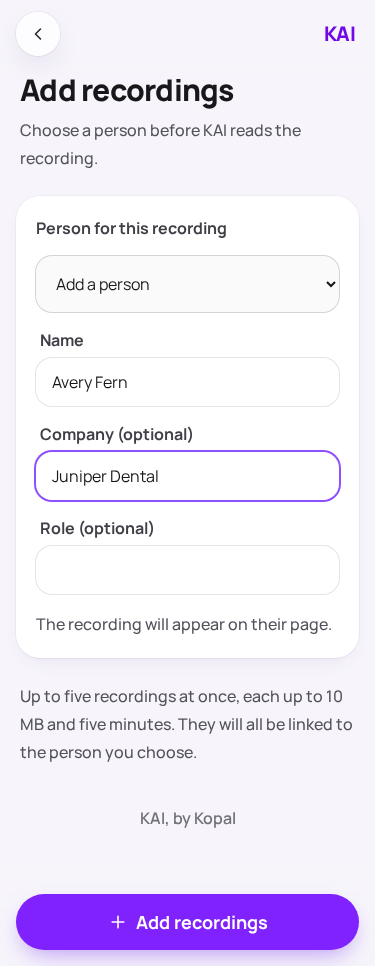 KAI
Add recordings
Choose a person before KAI reads the
recording.
Person for this recording
Add a person
Name
Avery Fern
Company (optional)
Juniper Dental
Role (optional)
The recording will appear on their page.
Up to five recordings at once, each up to 10
MB and five minutes. They will all be linked to
the person you choose.
KAI, by Kopal
Add recordings